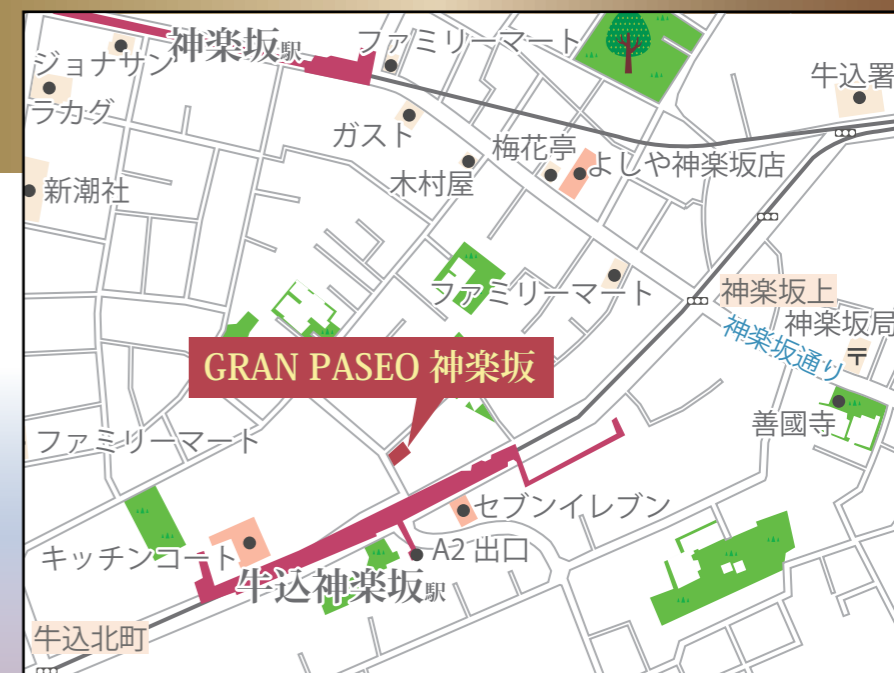 神楽坂駅
ファミリーマート
ジョナサン
牛込署
ラカグ
ガスト
梅花亭
よしや神楽坂店
木村屋
新潮社
ファミリーマート
神楽坂上
神楽坂局
〒
神楽坂通り
GRAN PASEO 神楽坂
善國寺
ファミリーマート
セブンイレブン
キッチンコート
A2 出口
牛込神楽坂駅
牛込北町